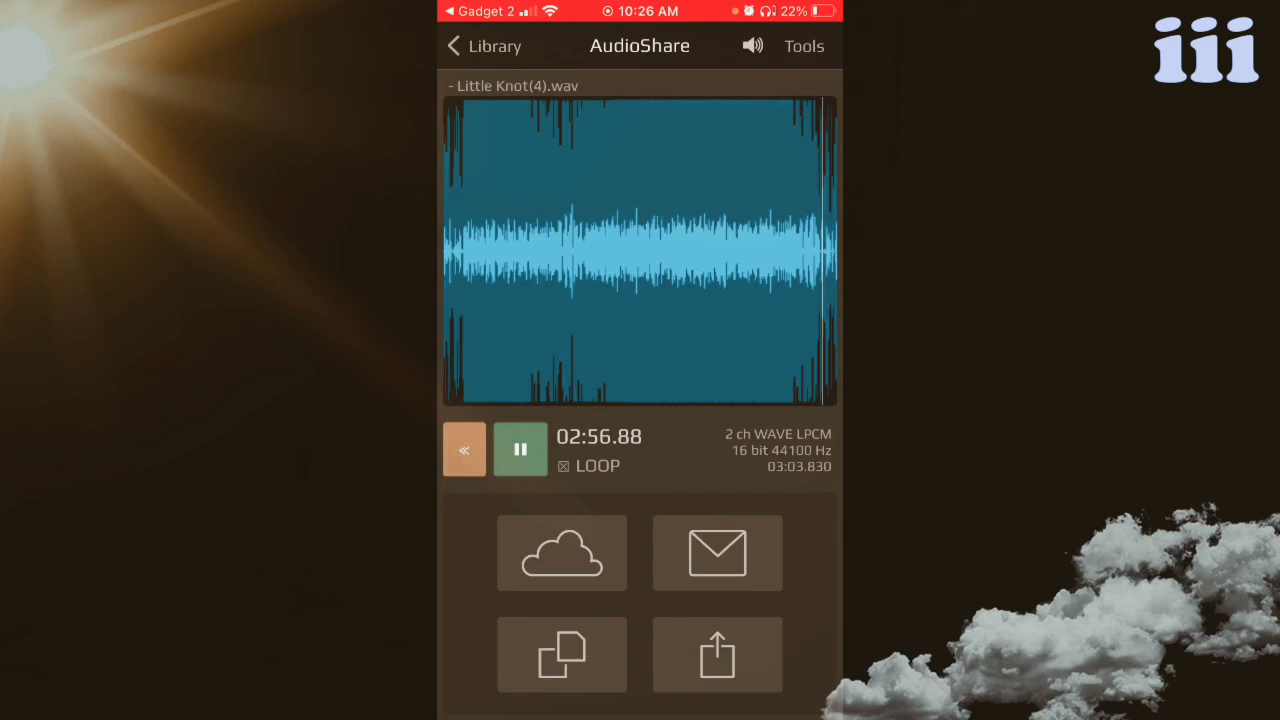 ◀ Gadget 2 10:26 AM 22%
iii
Library AudioShare Tools
- Little Knot(4).wav
02:56.88
LOOP
2 ch WAVE LPCM
16 bit 44100 Hz
03:03.830